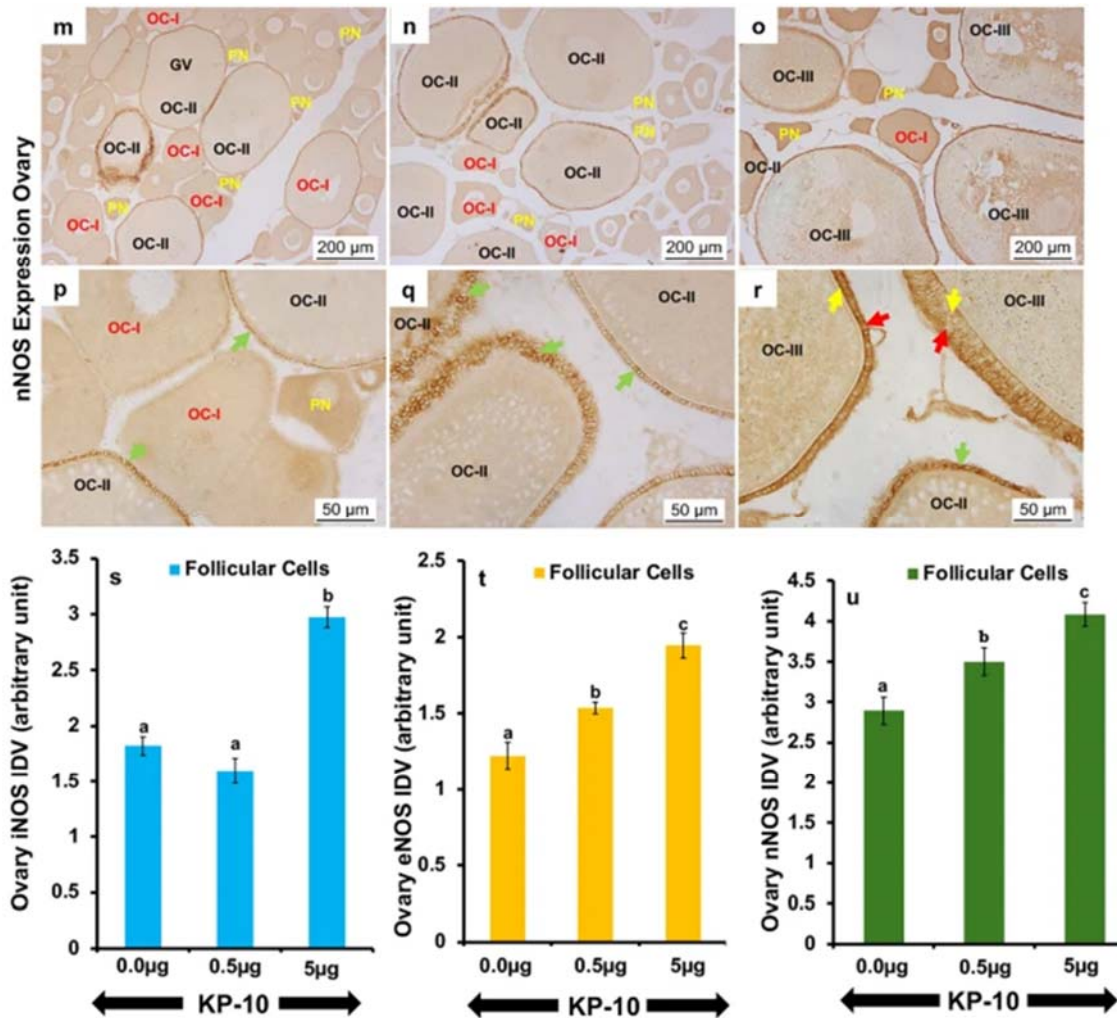 nNOS Expression Ovary
m
OC-I
PN
PN
GV
OC-II
PN
OC-II
OC-I
OC-II
OC-I
PN
PN
OC-I
OC-I
OC-II
200 µm
n
OC-II
OC-II
PN
OC-II
PN
OC-I
OC-II
OC-II
OC-I
PN
OC-I
OC-II
200 µm
o
OC-III
OC-III
PN
PN
OC-I
OC-II
OC-III
OC-III
200 µm
p
OC-I
OC-II
OC-I
PN
OC-II
50 µm
q
OC-II
OC-II
OC-II
50 µm
r
OC-III
OC-III
OC-II
50 µm
s
Follicular Cells
Ovary iNOS IDV (arbitrary unit)
3.5
3
2.5
2
1.5
1
0.5
0
a
a
b
0.0µg 0.5µg 5µg
KP-10
t
Follicular Cells
Ovary eNOS IDV (arbitrary unit)
2.5
2
1.5
1
0.5
0
a
b
c
0.0µg 0.5µg 5µg
KP-10
u
Follicular Cells
Ovary nNOS IDV (arbitrary unit)
4.5
4
3.5
3
2.5
2
1.5
1
0.5
0
a
b
c
0.0µg 0.5µg 5µg
KP-10